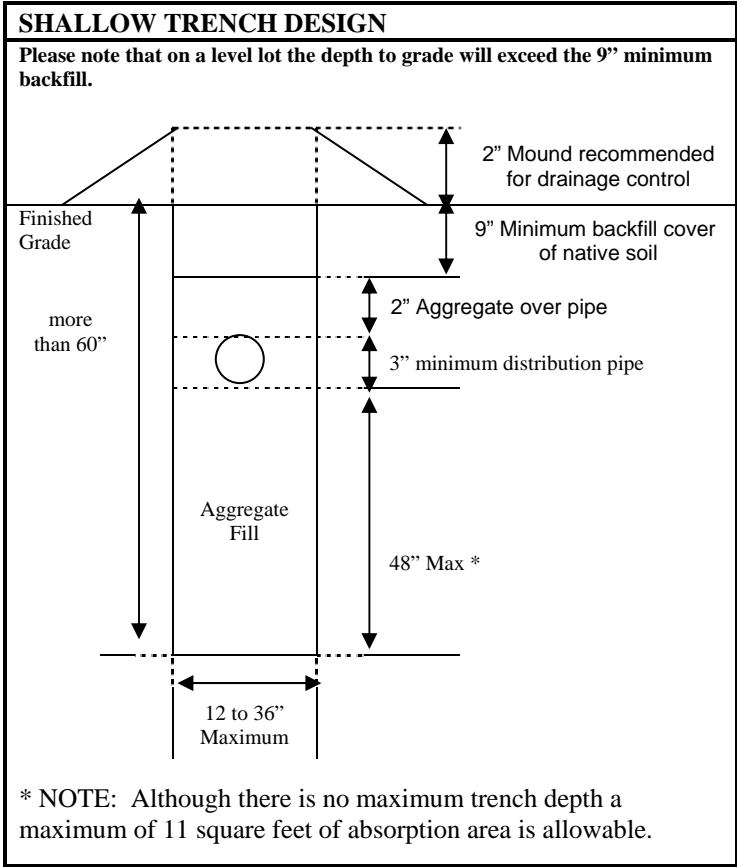 SHALLOW TRENCH DESIGN
Please note that on a level lot the depth to grade will exceed the 9” minimum
backfill.
2” Mound recommended
for drainage control
Finished
Grade
9” Minimum backfill cover
of native soil
2” Aggregate over pipe
more
than 60”
3” minimum distribution pipe
Aggregate
Fill
48” Max *
12 to 36”
Maximum
* NOTE: Although there is no maximum trench depth a
maximum of 11 square feet of absorption area is allowable.